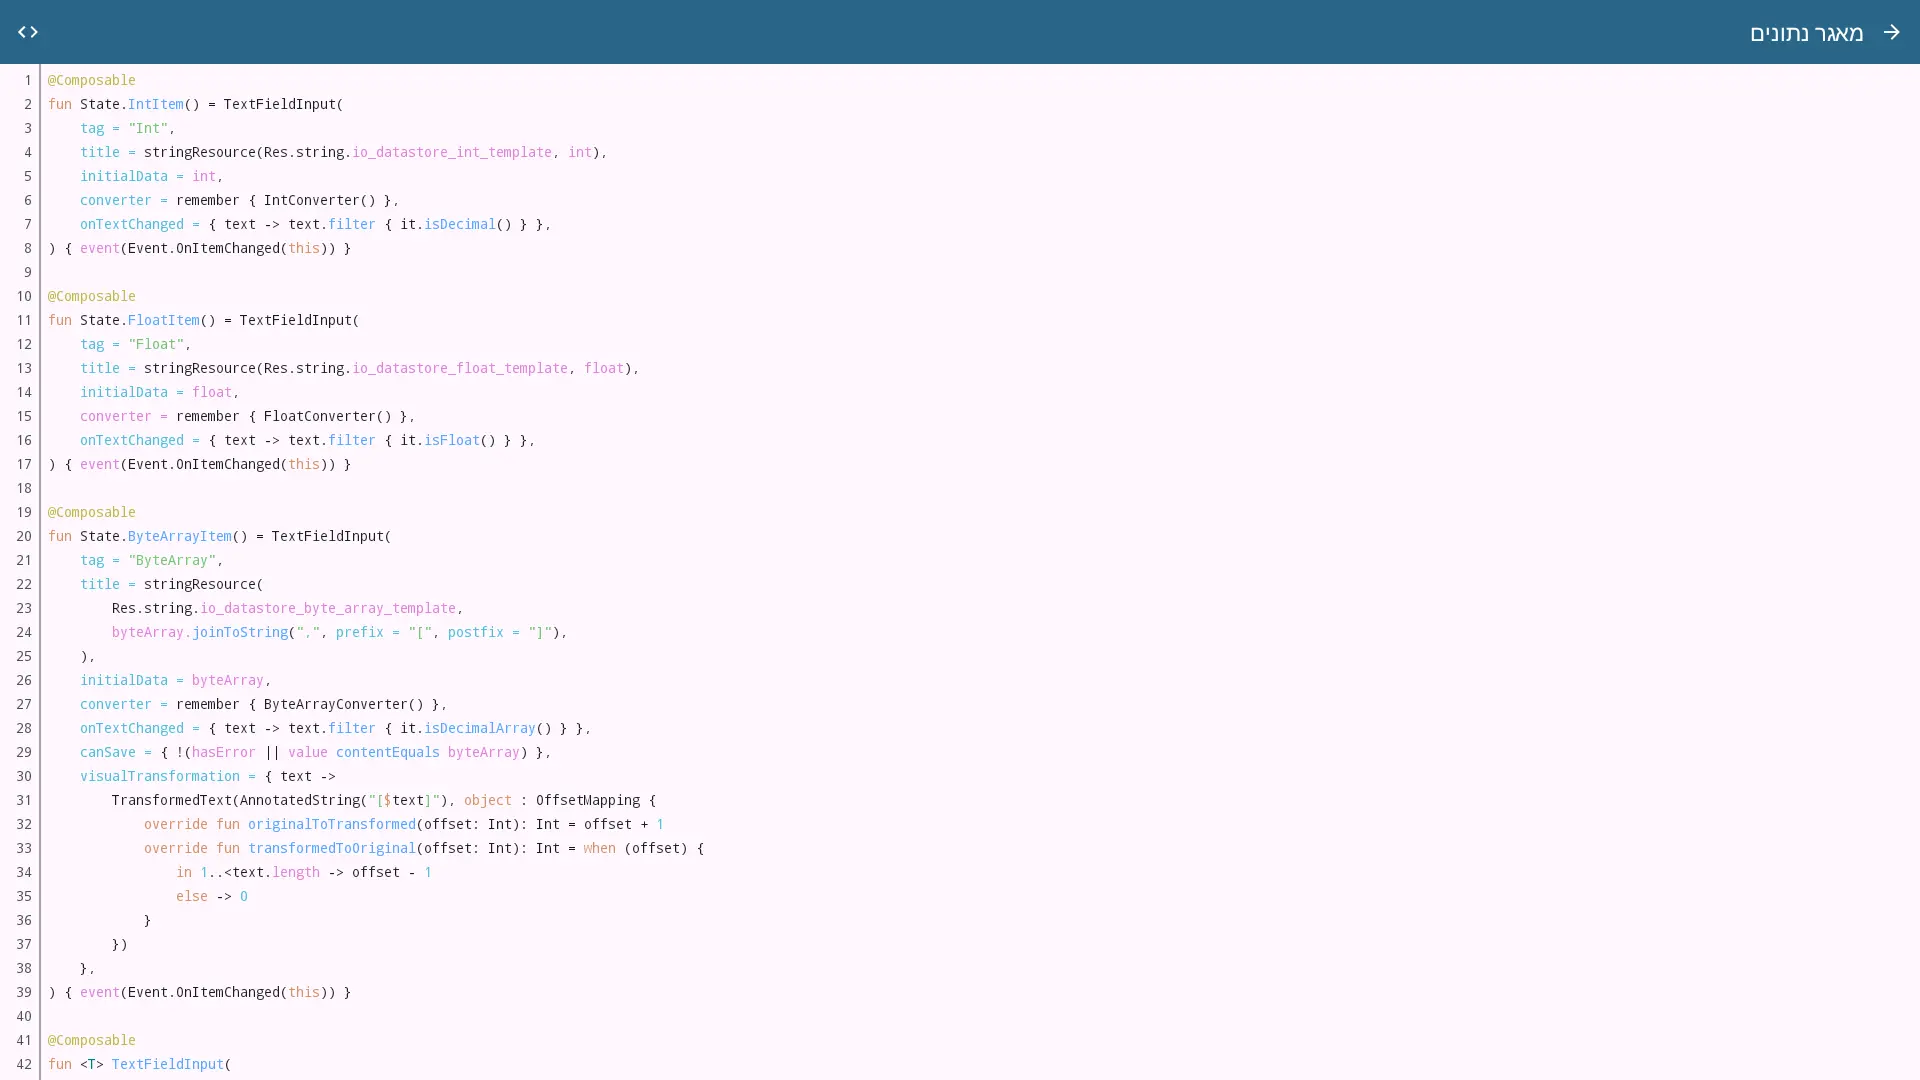 מאגר נתונים
1 @Composable
2 fun State.IntItem() = TextFieldInput(
3     tag = "Int",
4     title = stringResource(Res.string.io_datastore_int_template, int),
5     initialData = int,
6     converter = remember { IntConverter() },
7     onTextChanged = { text -> text.filter { it.isDecimal() } },
8 ) { event(Event.OnItemChanged(this)) }
9
10 @Composable
11 fun State.FloatItem() = TextFieldInput(
12     tag = "Float",
13     title = stringResource(Res.string.io_datastore_float_template, float),
14     initialData = float,
15     converter = remember { FloatConverter() },
16     onTextChanged = { text -> text.filter { it.isFloat() } },
17 ) { event(Event.OnItemChanged(this)) }
18
19 @Composable
20 fun State.ByteArrayItem() = TextFieldInput(
21     tag = "ByteArray",
22     title = stringResource(
23         Res.string.io_datastore_byte_array_template,
24         byteArray.joinToString(",", prefix = "[", postfix = "]"),
25     ),
26     initialData = byteArray,
27     converter = remember { ByteArrayConverter() },
28     onTextChanged = { text -> text.filter { it.isDecimalArray() } },
29     canSave = { !(hasError || value contentEquals byteArray) },
30     visualTransformation = { text ->
31         TransformedText(AnnotatedString("[$text]"), object : OffsetMapping {
32             override fun originalToTransformed(offset: Int): Int = offset + 1
33             override fun transformedToOriginal(offset: Int): Int = when (offset) {
34                 in 1..<text.length -> offset - 1
35                 else -> 0
36             }
37         })
38     },
39 ) { event(Event.OnItemChanged(this)) }
40
41 @Composable
42 fun <T> TextFieldInput(